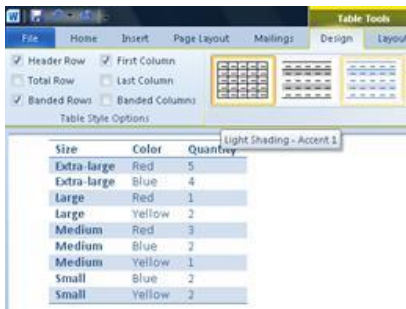 W
Table Tools
File Home Insert Page Layout Mailings Design Layou
Header Row First Column
Total Row Last Column
Banded Rows Banded Columns
Table Style Options
Light Shading - Accent 1
Size Color Quantity
Extra-large Red 5
Extra-large Blue 4
Large Red 1
Large Yellow 2
Medium Red 3
Medium Blue 2
Medium Yellow 1
Small Blue 2
Small Yellow 2